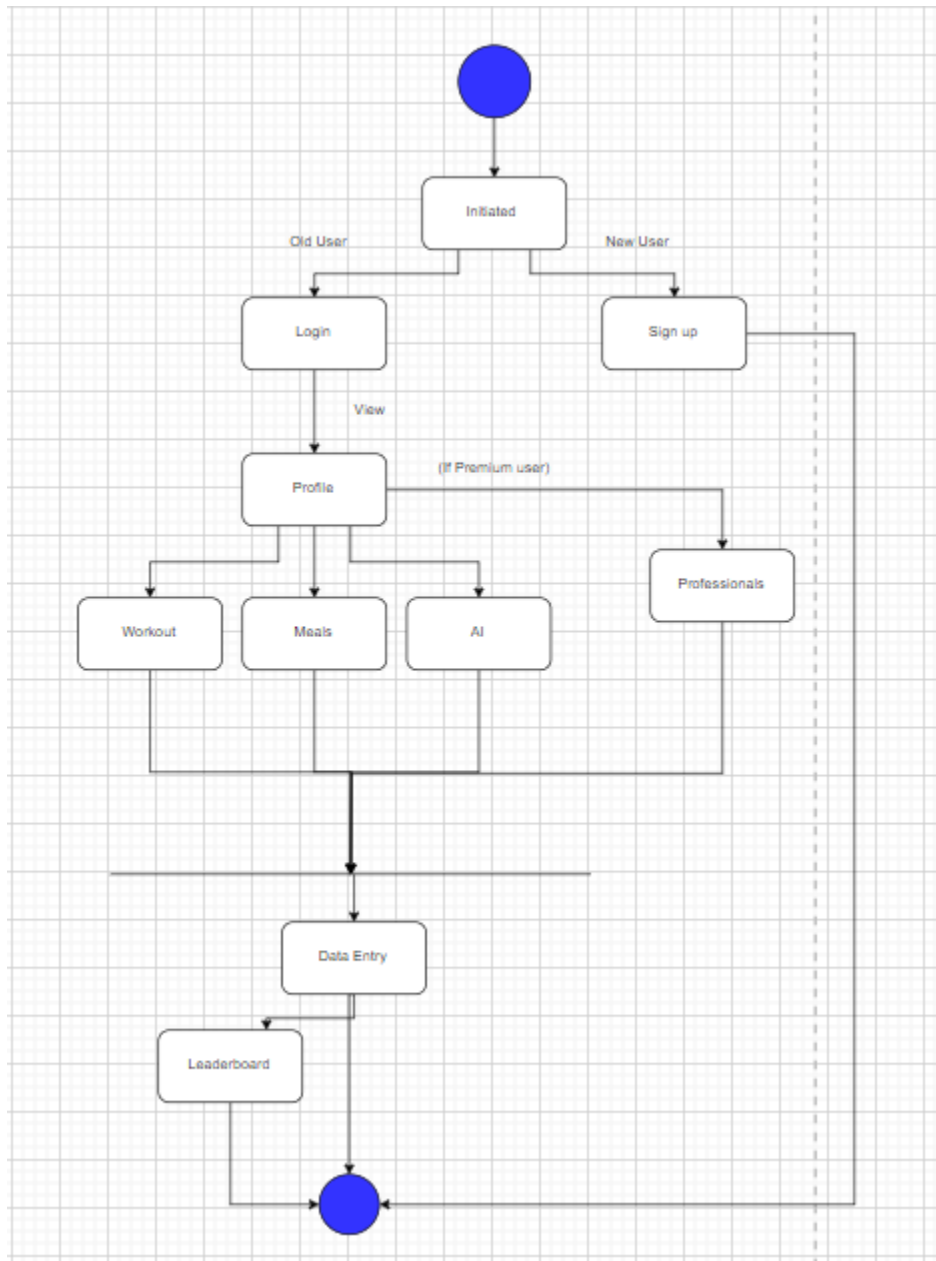 Initiated
Old User
New User
Login
Sign up
View
(If Premium user)
Profile
Professionals
Workout
Meals
AI
Data Entry
Leaderboard